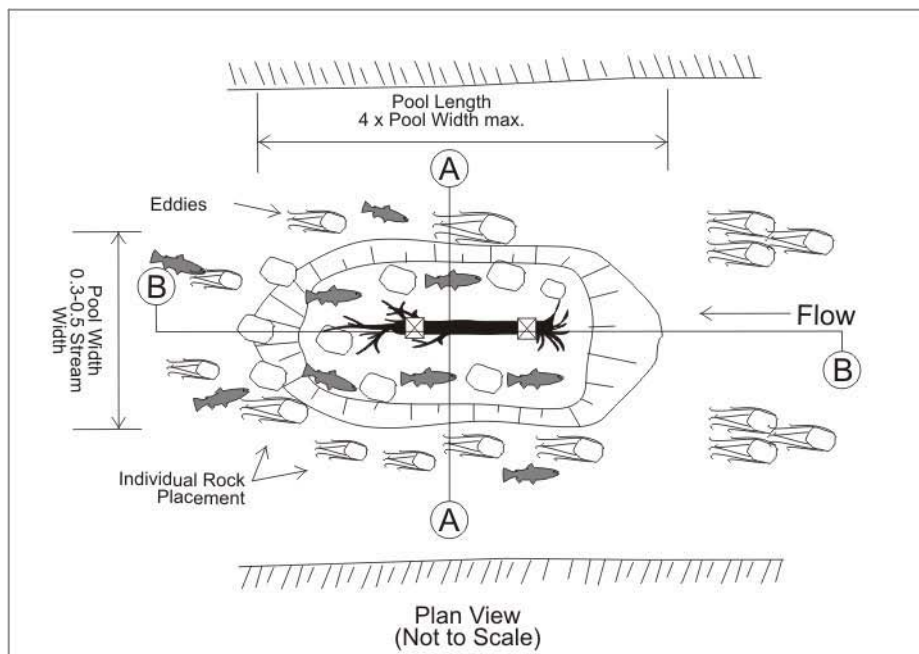 Pool Length
4 x Pool Width max.
A
Eddies
Pool Width
0.3-0.5 Stream
Width
B
Flow
B
Individual Rock
Placement
A
Plan View
(Not to Scale)